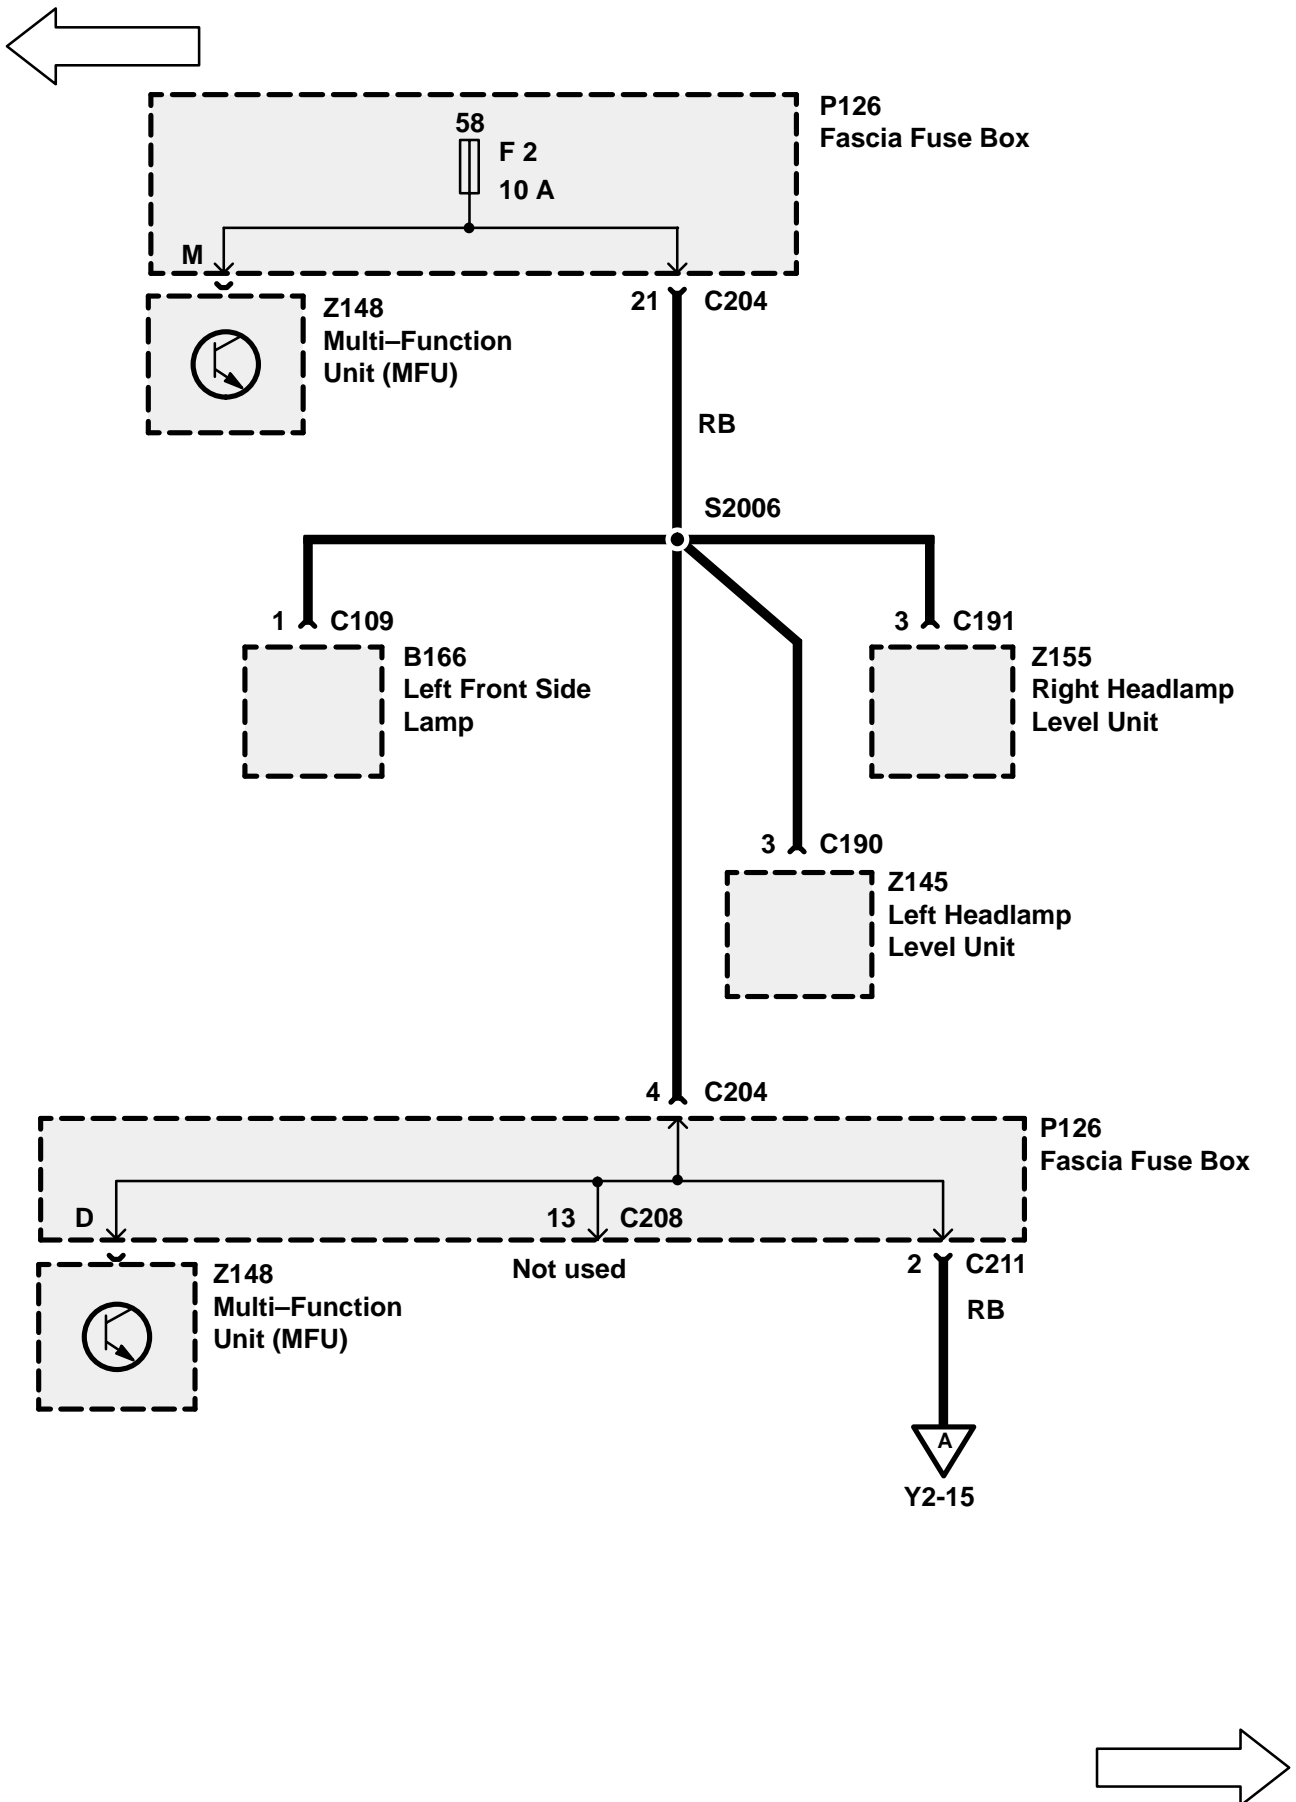 P126
Fascia Fuse Box
58
F 2
10 A
M
21 C204
Z148
Multi–Function
Unit (MFU)
RB
S2006
1 C109
B166
Left Front Side
Lamp
3 C191
Z155
Right Headlamp
Level Unit
3 C190
Z145
Left Headlamp
Level Unit
4 C204
P126
Fascia Fuse Box
D
13 C208
Not used
2 C211
RB
Z148
Multi–Function
Unit (MFU)
A
Y2-15